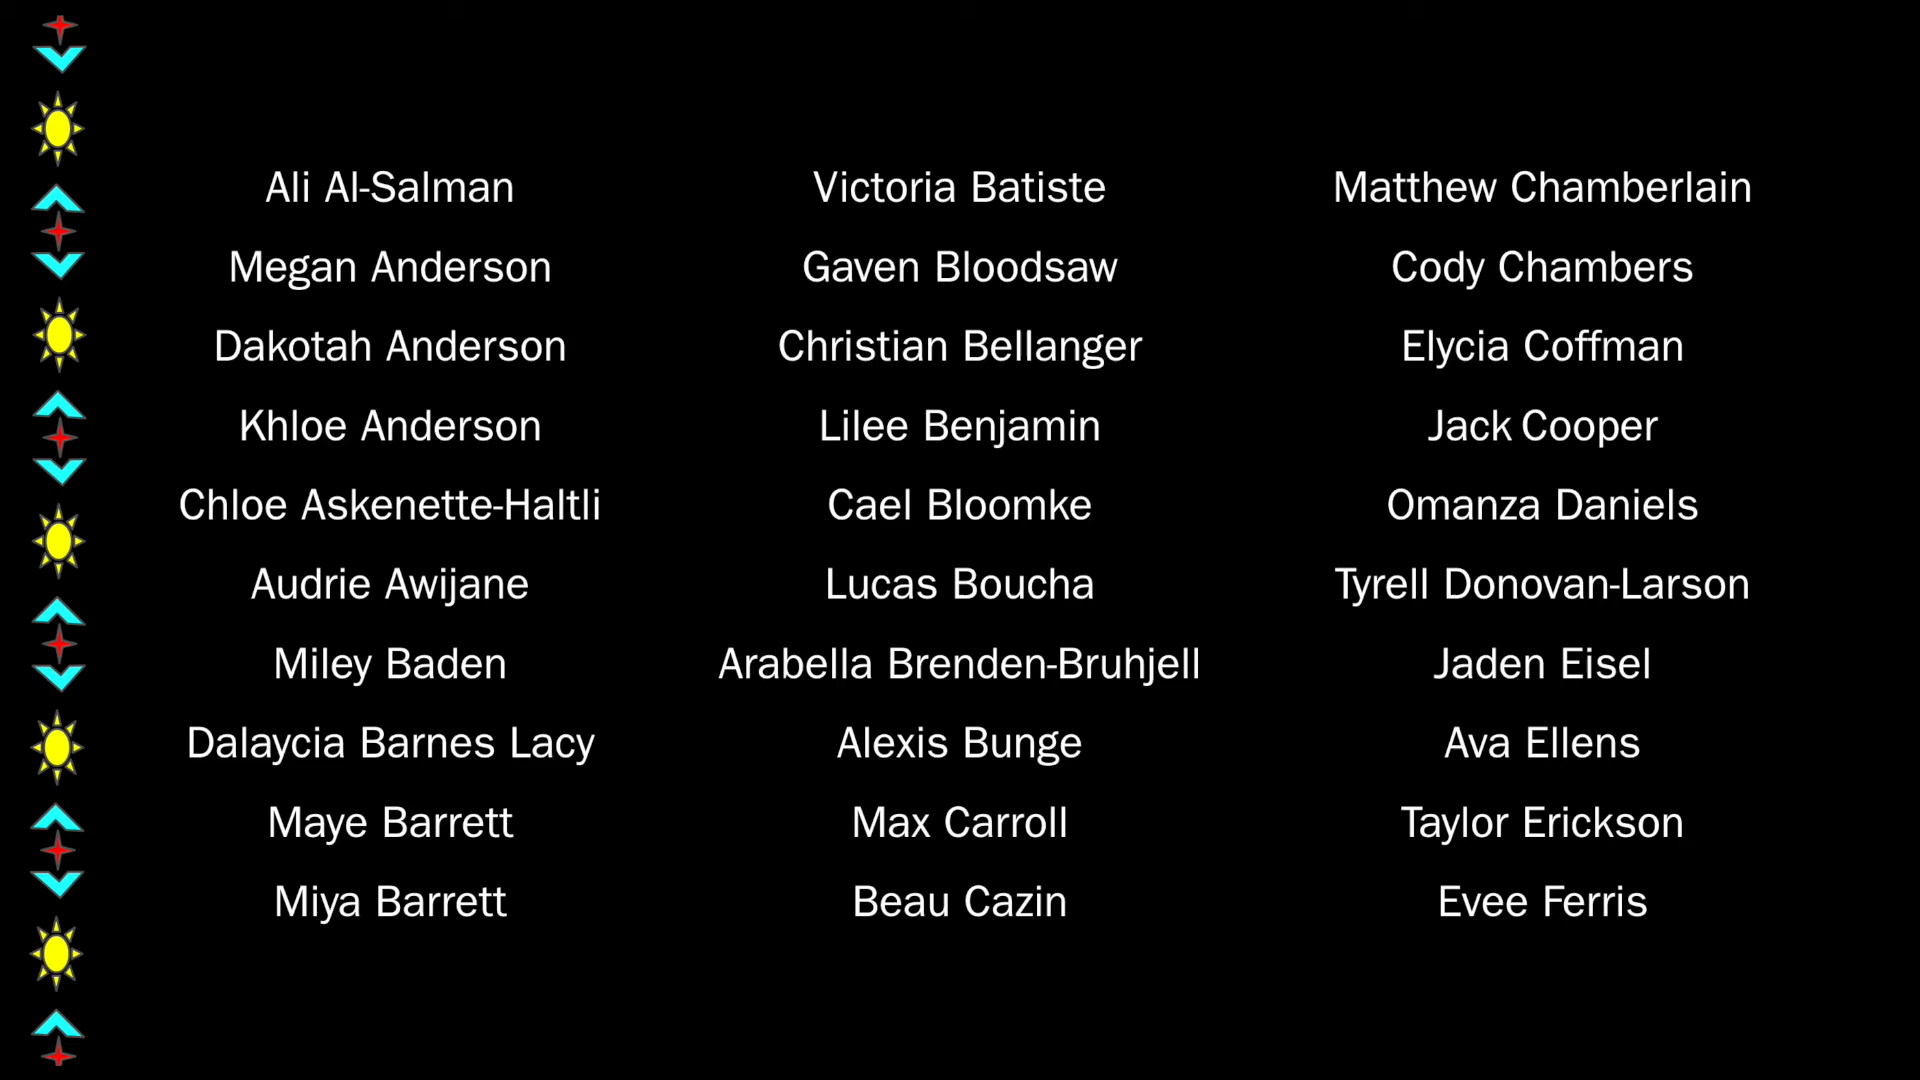 Ali Al-Salman
Megan Anderson
Dakotah Anderson
Khloe Anderson
Chloe Askenette-Haltli
Audrie Awijane
Miley Baden
Dalaycia Barnes Lacy
Maye Barrett
Miya Barrett
Victoria Batiste
Gaven Bloodsaw
Christian Bellanger
Lilee Benjamin
Cael Bloomke
Lucas Boucha
Arabella Brenden-Bruhjell
Alexis Bunge
Max Carroll
Beau Cazin
Matthew Chamberlain
Cody Chambers
Elycia Coffman
Jack Cooper
Omanza Daniels
Tyrell Donovan-Larson
Jaden Eisel
Ava Ellens
Taylor Erickson
Evee Ferris